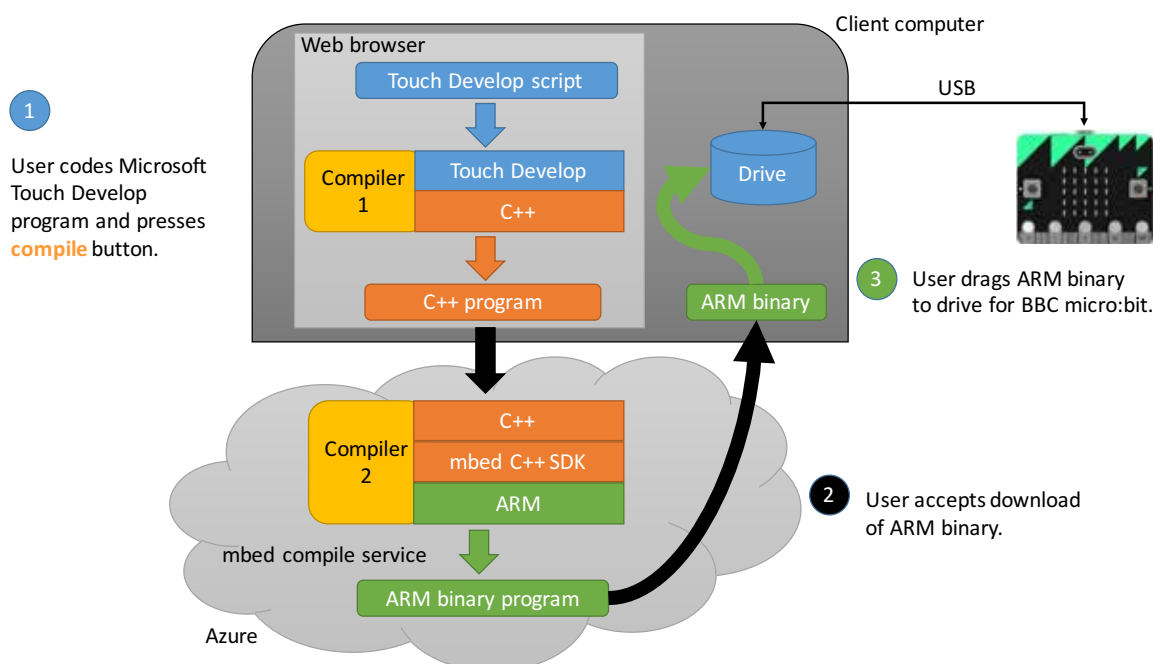 Client computer
Web browser
Touch Develop script
USB
1
User codes Microsoft
Touch Develop
program and presses
compile button.
Compiler
1
Touch Develop
C++
Drive
C++ program
ARM binary
3
User drags ARM binary
to drive for BBC micro:bit.
Compiler
2
C++
mbed C++ SDK
ARM
2
User accepts download
of ARM binary.
mbed compile service
ARM binary program
Azure